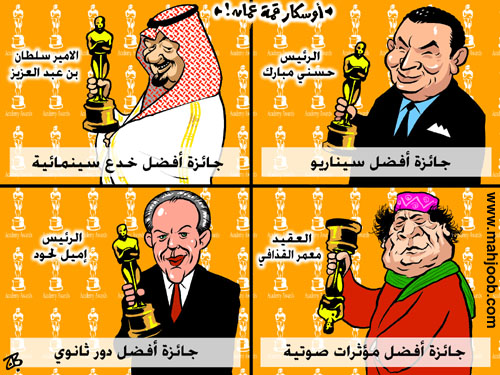 أوسكار قمة عمان !
الرئيس
حسني مبارك
جائزة أفضل سيناريو
الامير سلطان
بن عبد العزيز
جائزة أفضل خدع سينمائية
العقيد
معمر القذافي
جائزة أفضل مؤثرات صوتية
الرئيس
إميل لحود
جائزة أفضل دور ثانوي
www.mahjoob.com